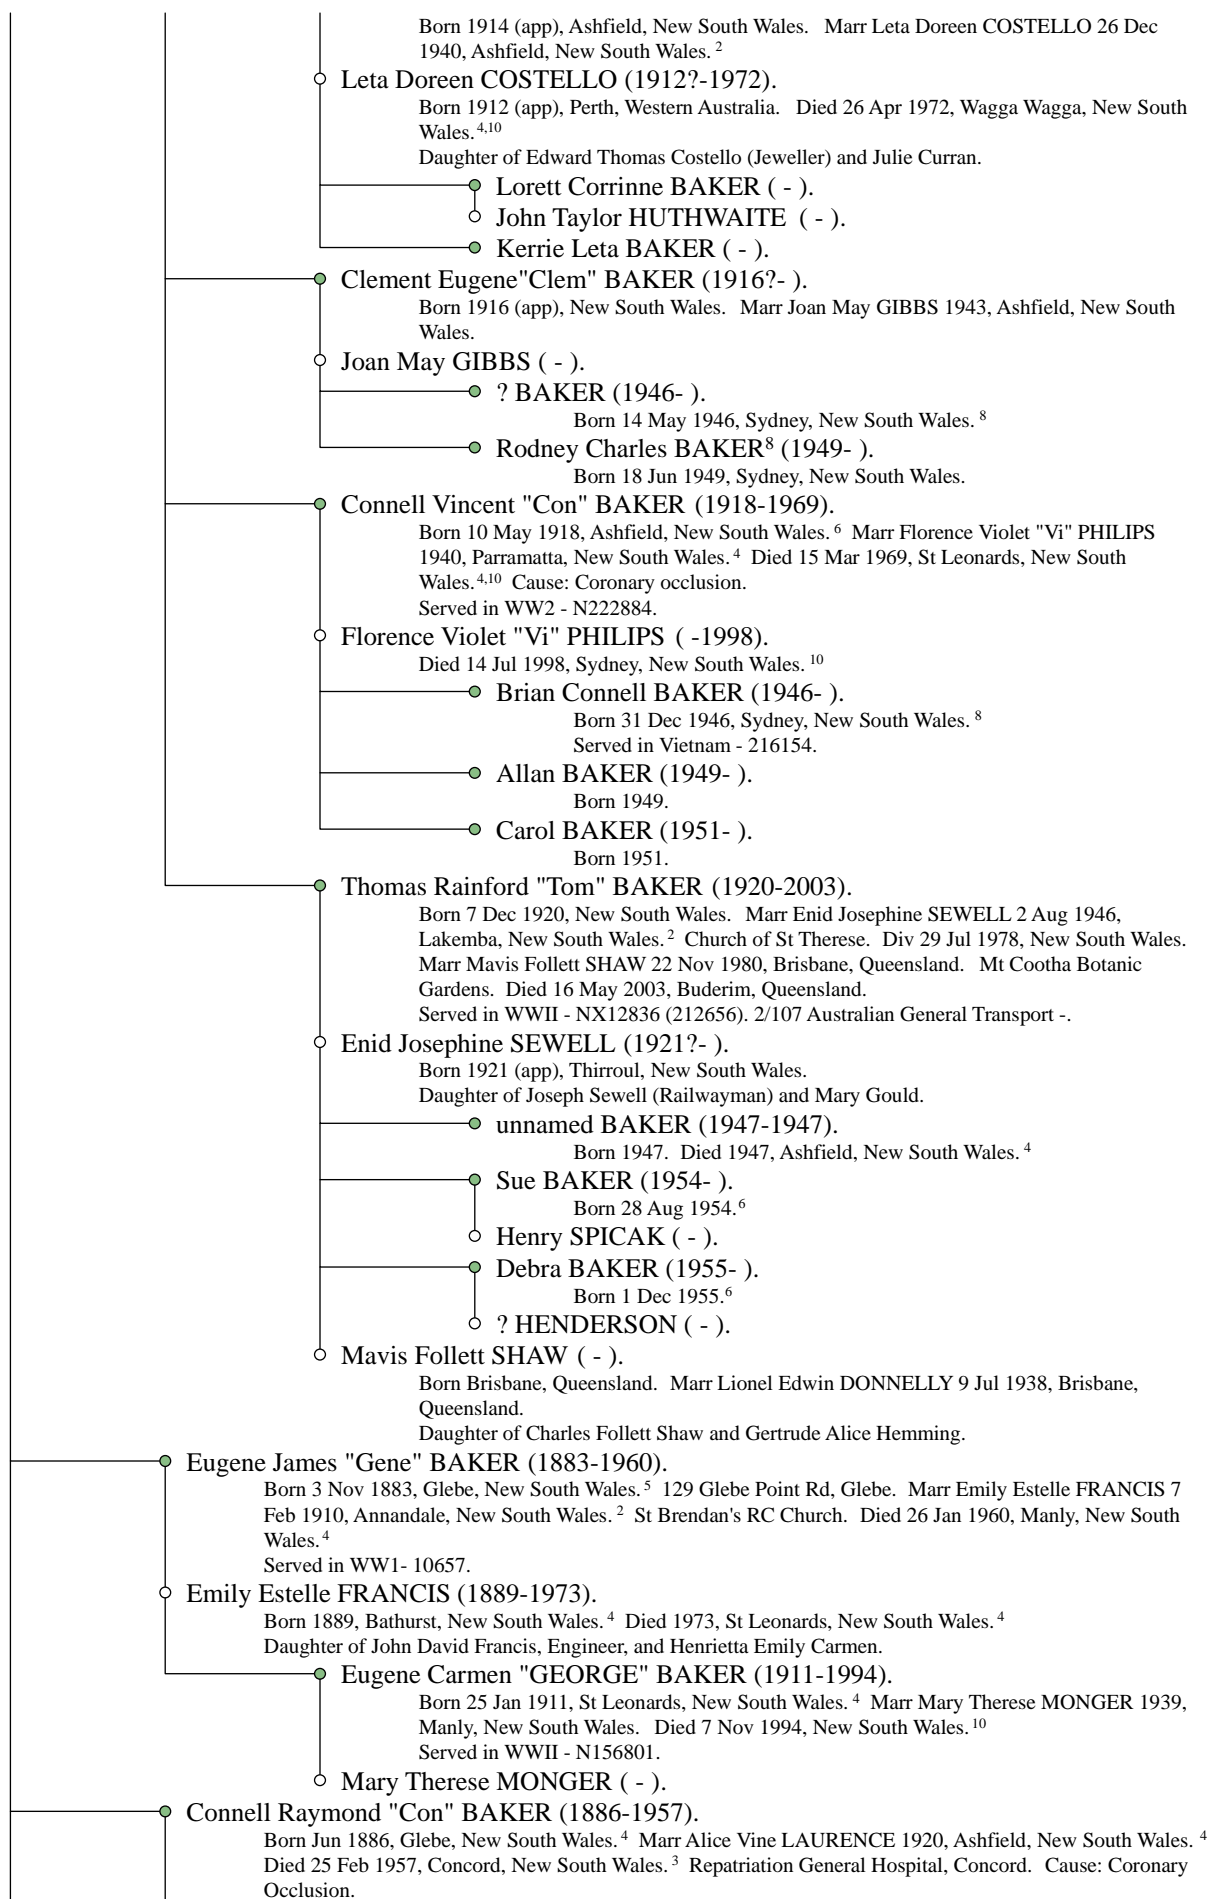 Born 1914 (app), Ashfield, New South Wales. Marr Leta Doreen COSTELLO 26 Dec
1940, Ashfield, New South Wales. 2
Leta Doreen COSTELLO (1912?-1972).
Born 1912 (app), Perth, Western Australia. Died 26 Apr 1972, Wagga Wagga, New South
Wales. 4,10
Daughter of Edward Thomas Costello (Jeweller) and Julie Curran.
Lorett Corrinne BAKER ( - ).
John Taylor HUTHWAITE ( - ).
Kerrie Leta BAKER ( - ).
Clement Eugene"Clem" BAKER (1916?- ).
Born 1916 (app), New South Wales. Marr Joan May GIBBS 1943, Ashfield, New South
Wales.
Joan May GIBBS ( - ).
? BAKER (1946- ).
Born 14 May 1946, Sydney, New South Wales. 8
Rodney Charles BAKER8 (1949- ).
Born 18 Jun 1949, Sydney, New South Wales.
Connell Vincent "Con" BAKER (1918-1969).
Born 10 May 1918, Ashfield, New South Wales. 6 Marr Florence Violet "Vi" PHILIPS
1940, Parramatta, New South Wales. 4 Died 15 Mar 1969, St Leonards, New South
Wales. 4,10 Cause: Coronary occlusion.
Served in WW2 - N222884.
Florence Violet "Vi" PHILIPS ( -1998).
Died 14 Jul 1998, Sydney, New South Wales. 10
Brian Connell BAKER (1946- ).
Born 31 Dec 1946, Sydney, New South Wales. 8
Served in Vietnam - 216154.
Allan BAKER (1949- ).
Born 1949.
Carol BAKER (1951- ).
Born 1951.
Thomas Rainford "Tom" BAKER (1920-2003).
Born 7 Dec 1920, New South Wales. Marr Enid Josephine SEWELL 2 Aug 1946,
Lakemba, New South Wales. 2 Church of St Therese. Div 29 Jul 1978, New South Wales.
Marr Mavis Follett SHAW 22 Nov 1980, Brisbane, Queensland. Mt Cootha Botanic
Gardens. Died 16 May 2003, Buderim, Queensland.
Served in WWII - NX12836 (212656). 2/107 Australian General Transport -.
Enid Josephine SEWELL (1921?- ).
Born 1921 (app), Thirroul, New South Wales.
Daughter of Joseph Sewell (Railwayman) and Mary Gould.
unnamed BAKER (1947-1947).
Born 1947. Died 1947, Ashfield, New South Wales. 4
Sue BAKER (1954- ).
Born 28 Aug 1954. 6
Henry SPICAK ( - ).
Debra BAKER (1955- ).
Born 1 Dec 1955. 6
? HENDERSON ( - ).
Mavis Follett SHAW ( - ).
Born Brisbane, Queensland. Marr Lionel Edwin DONNELLY 9 Jul 1938, Brisbane,
Queensland.
Daughter of Charles Follett Shaw and Gertrude Alice Hemming.
Eugene James "Gene" BAKER (1883-1960).
Born 3 Nov 1883, Glebe, New South Wales. 5 129 Glebe Point Rd, Glebe. Marr Emily Estelle FRANCIS 7
Feb 1910, Annandale, New South Wales. 2 St Brendan's RC Church. Died 26 Jan 1960, Manly, New South
Wales. 4
Served in WW1- 10657.
Emily Estelle FRANCIS (1889-1973).
Born 1889, Bathurst, New South Wales. 4 Died 1973, St Leonards, New South Wales. 4
Daughter of John David Francis, Engineer, and Henrietta Emily Carmen.
Eugene Carmen "GEORGE" BAKER (1911-1994).
Born 25 Jan 1911, St Leonards, New South Wales. 4 Marr Mary Therese MONGER 1939,
Manly, New South Wales. Died 7 Nov 1994, New South Wales. 10
Served in WWII - N156801.
Mary Therese MONGER ( - ).
Connell Raymond "Con" BAKER (1886-1957).
Born Jun 1886, Glebe, New South Wales. 4 Marr Alice Vine LAURENCE 1920, Ashfield, New South Wales. 4
Died 25 Feb 1957, Concord, New South Wales. 3 Repatriation General Hospital, Concord. Cause: Coronary
Occlusion.